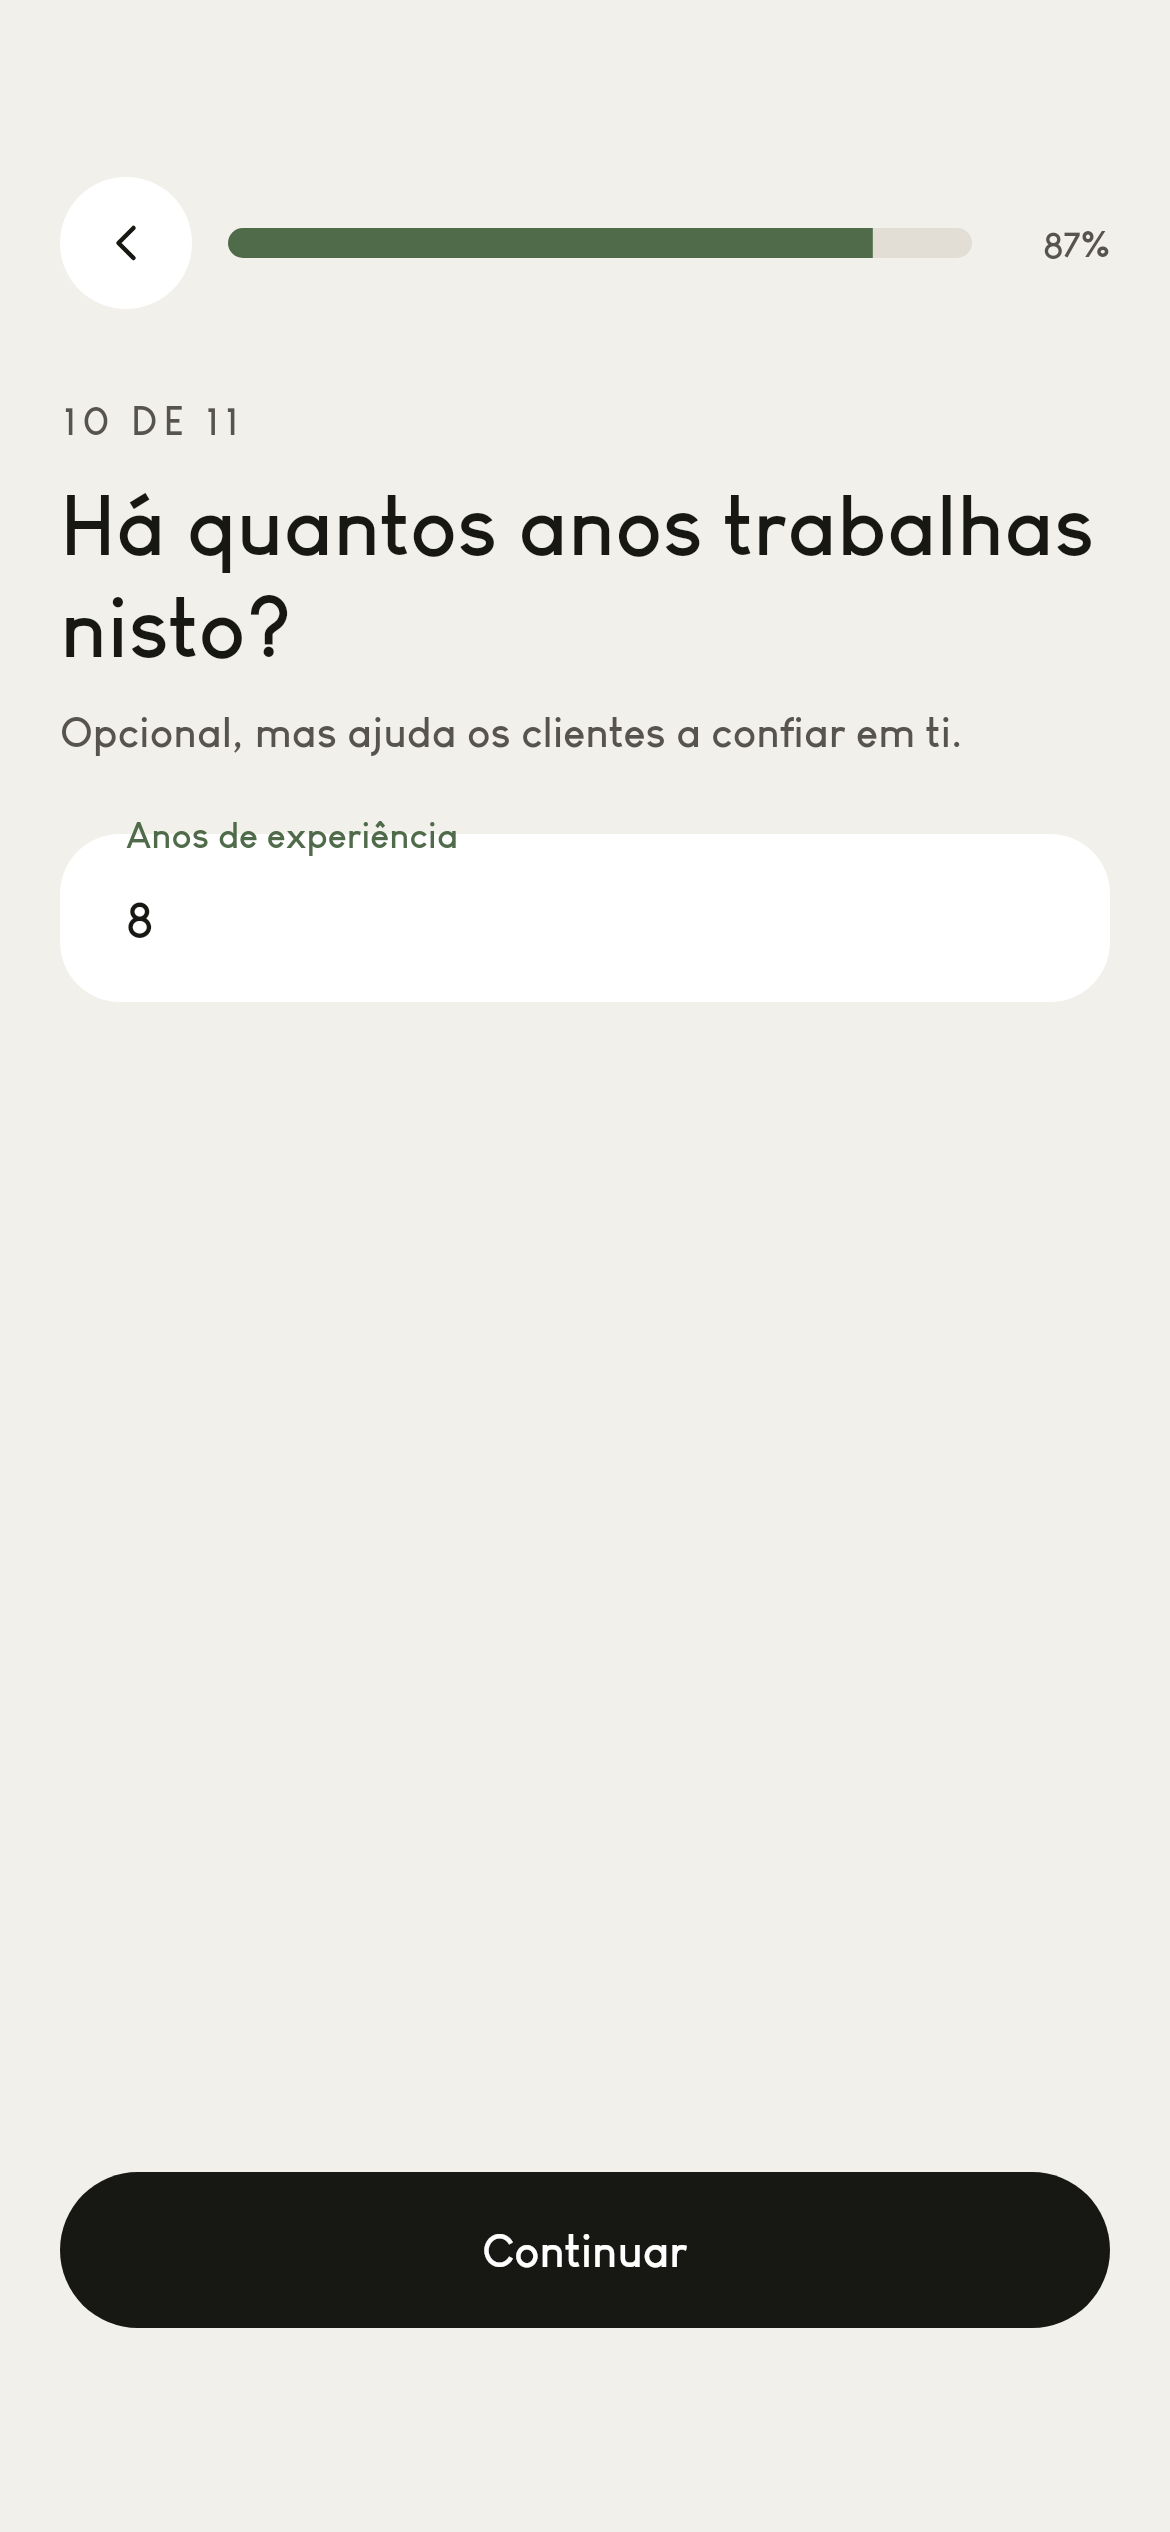 87%
10 DE 11
Há quantos anos trabalhas
nisto?
Opcional, mas ajuda os clientes a confiar em ti.
Anos de experiência
8
Continuar